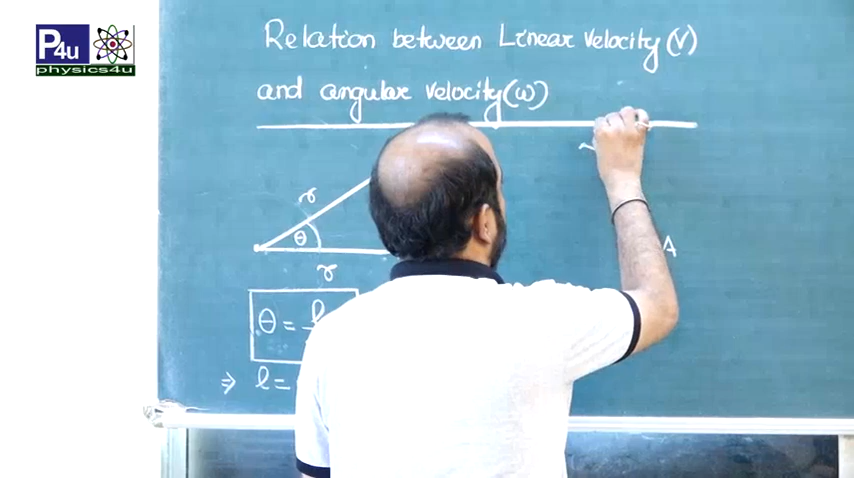 P4u
physics4u
Relation between Linear Velocity (V)
and angular velocity (ω)
r
θ
r
A
θ = l
⇒ l =